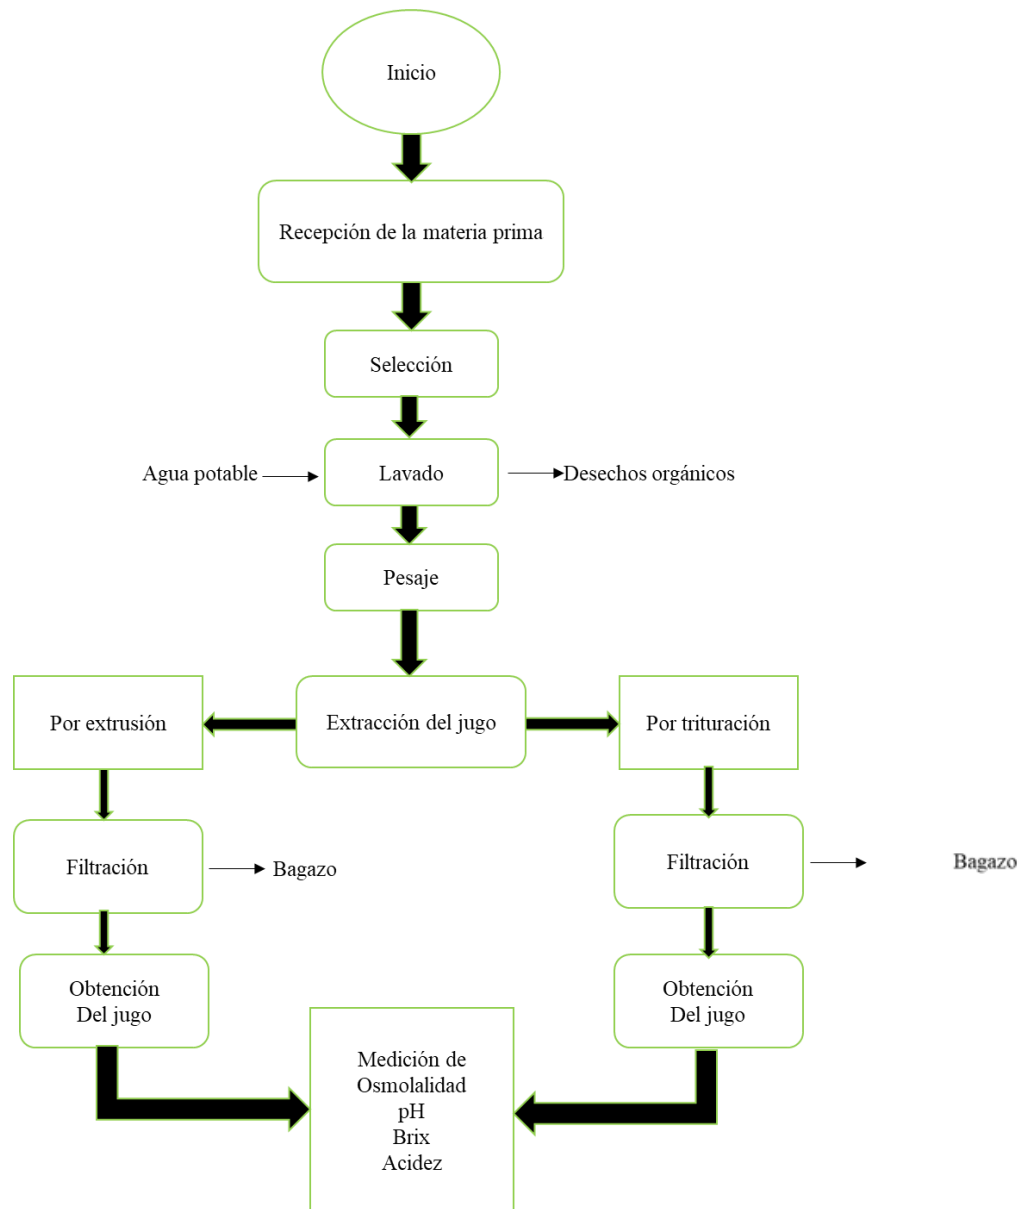 Inicio
Recepción de la materia prima
Selección
Agua potable
Lavado
Desechos orgánicos
Pesaje
Por extrusión
Extracción del jugo
Por trituración
Filtración
Bagazo
Filtración
Bagazo
Obtención
Del jugo
Obtención
Del jugo
Medición de
Osmolalidad
pH
Brix
Acidez